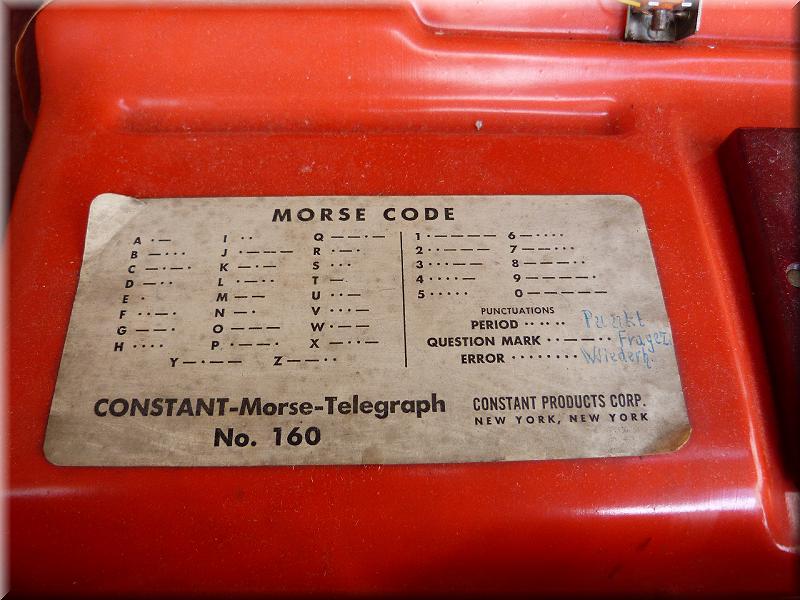 MORSE CODE
A ·—
B —···
C —·—·
D —··
E ·
F ··—·
G ——·
H ····
I ··
J ·———
K —·—
L ·—··
M ——
N —·
O ———
P ·——·
Q ——·—
R ·—·
S ···
T —
U ··—
V ···—
W ·——
X —··—
Y —·—— Z ——··
1 ·————
2 ··———
3 ···——
4 ····—
5 ·····
6 —····
7 ——···
8 ———··
9 ————·
0 —————
PUNCTUATIONS
PERIOD ·· ·· ·· Punkt
QUESTION MARK ··——·· Fragez.
ERROR ········ Wiederh.
CONSTANT-Morse-Telegraph
No. 160
CONSTANT PRODUCTS CORP.
NEW YORK, NEW YORK